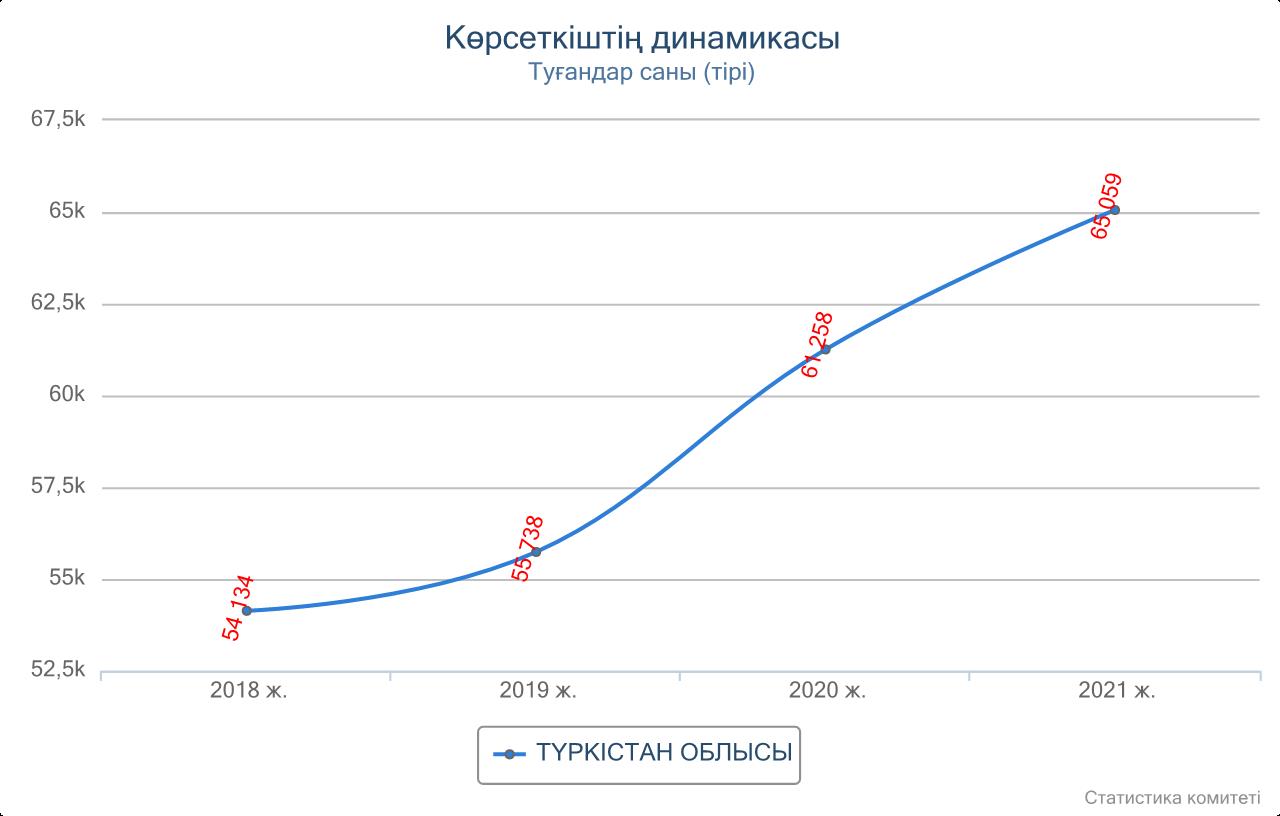 Көрсеткіштің динамикасы
Туғандар саны (тірі)
67,5k
65k
62,5k
60k
57,5k
55k
52,5k
54 134
55 738
61 258
65 059
2018 ж.
2019 ж.
2020 ж.
2021 ж.
ТҮРКІСТАН ОБЛЫСЫ
Статистика комитеті